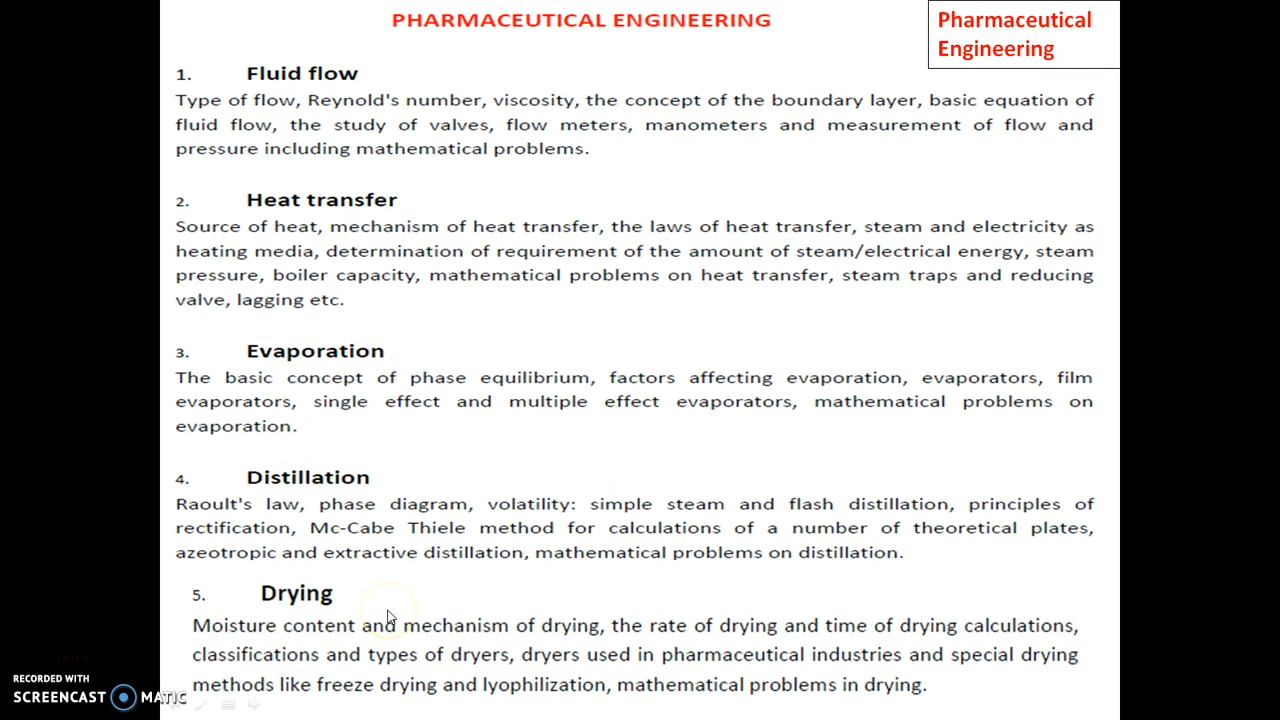 PHARMACEUTICAL ENGINEERING
Pharmaceutical
Engineering
1. Fluid flow
Type of flow, Reynold's number, viscosity, the concept of the boundary layer, basic equation of
fluid flow, the study of valves, flow meters, manometers and measurement of flow and
pressure including mathematical problems.
2. Heat transfer
Source of heat, mechanism of heat transfer, the laws of heat transfer, steam and electricity as
heating media, determination of requirement of the amount of steam/electrical energy, steam
pressure, boiler capacity, mathematical problems on heat transfer, steam traps and reducing
valve, lagging etc.
3. Evaporation
The basic concept of phase equilibrium, factors affecting evaporation, evaporators, film
evaporators, single effect and multiple effect evaporators, mathematical problems on
evaporation.
4. Distillation
Raoult's law, phase diagram, volatility: simple steam and flash distillation, principles of
rectification, Mc-Cabe Thiele method for calculations of a number of theoretical plates,
azeotropic and extractive distillation, mathematical problems on distillation.
5. Drying
Moisture content and mechanism of drying, the rate of drying and time of drying calculations,
classifications and types of dryers, dryers used in pharmaceutical industries and special drying
methods like freeze drying and lyophilization, mathematical problems in drying.
RECORDED WITH
SCREENCAST MATIC